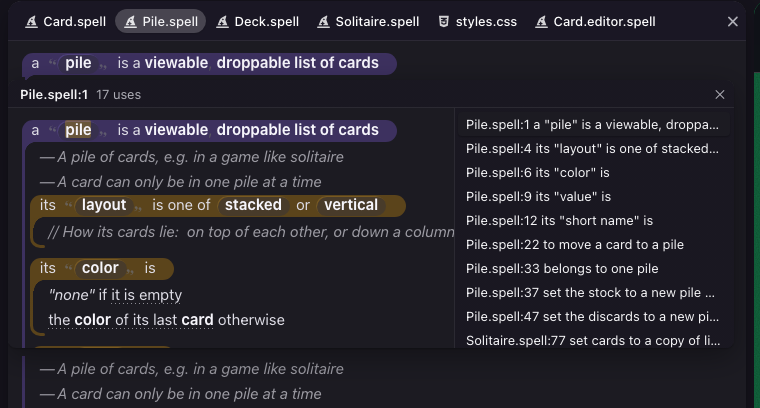 Card.spell Pile.spell Deck.spell Solitaire.spell styles.css Card.editor.spell
a “ pile ” is a viewable droppable list of cards
Pile.spell:1 17 uses
a “ pile ” is a viewable droppable list of cards
— A pile of cards, e.g. in a game like solitaire
— A card can only be in one pile at a time
its “ layout ” is one of stacked or vertical
// How its cards lie: on top of each other, or down a column
its “ color ” is
"none" if it is empty
the color of its last card otherwise
Pile.spell:1 a "pile" is a viewable, droppa...
Pile.spell:4 its "layout" is one of stacked...
Pile.spell:6 its "color" is
Pile.spell:9 its "value" is
Pile.spell:12 its "short name" is
Pile.spell:22 to move a card to a pile
Pile.spell:33 belongs to one pile
Pile.spell:37 set the stock to a new pile ...
Pile.spell:47 set the discards to a new pi...
Solitaire.spell:77 set cards to a copy of li...
— A pile of cards, e.g. in a game like solitaire
— A card can only be in one pile at a time